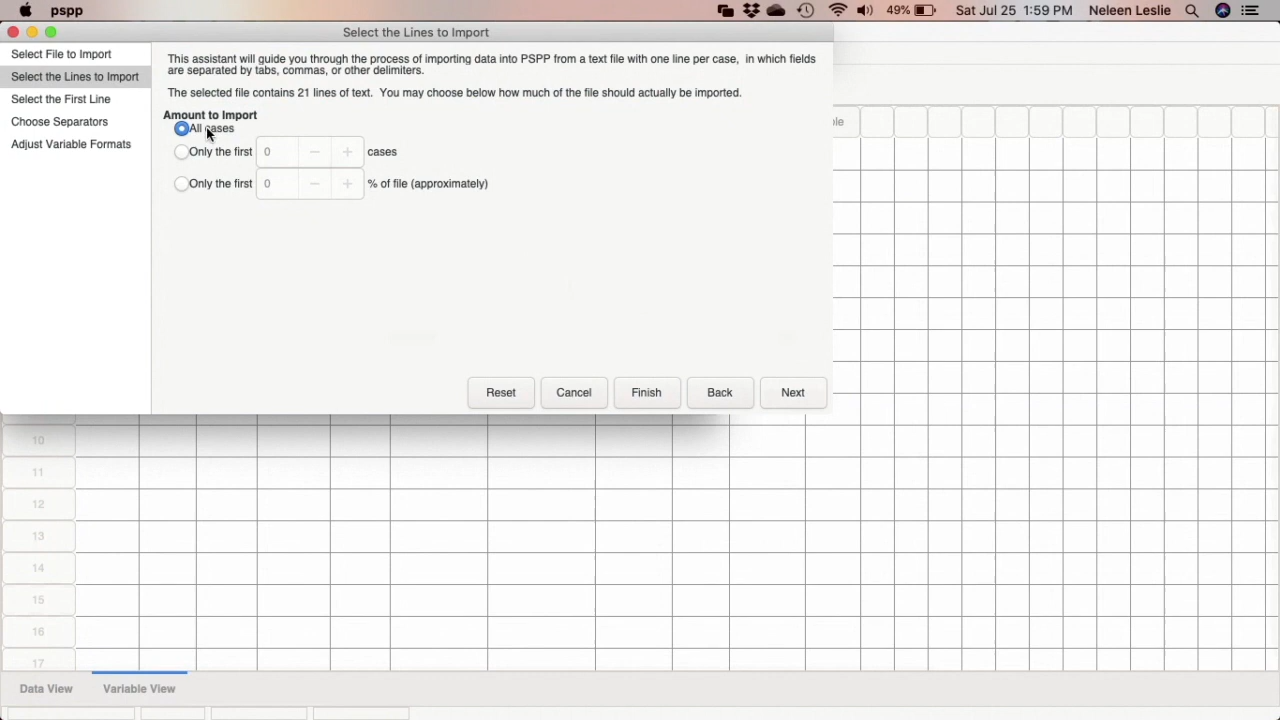 pspp 49% Sat Jul 25 1:59 PM Neleen Leslie
Select the Lines to Import
Select File to Import
Select the Lines to Import
Select the First Line
Choose Separators
Adjust Variable Formats
This assistant will guide you through the process of importing data into PSPP from a text file with one line per case, in which fields
are separated by tabs, commas, or other delimiters.
The selected file contains 21 lines of text. You may choose below how much of the file should actually be imported.
Amount to Import
All cases
Only the first 0 − + cases
Only the first 0 − + % of file (approximately)
Reset Cancel Finish Back Next
10
11
12
13
14
15
16
17
Data View Variable View